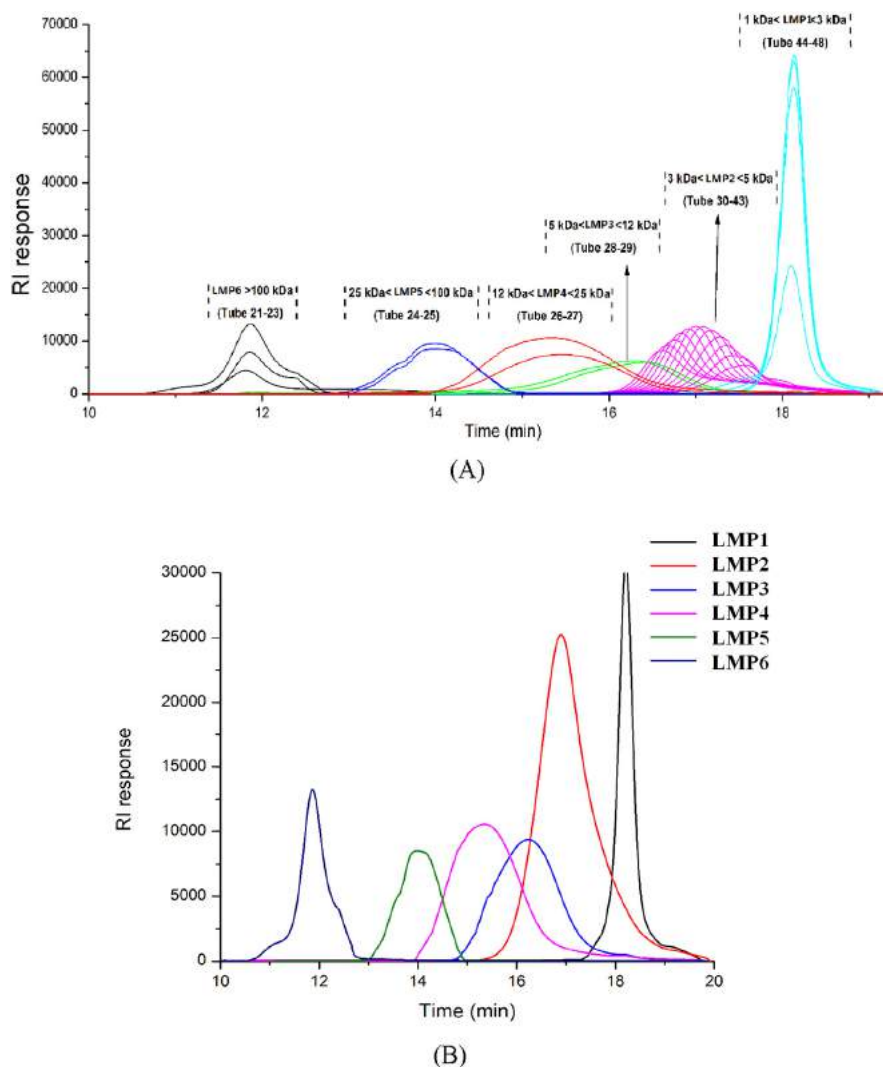 1 kDa< LMP1<3 kDa
(Tube 44-48)
3 kDa< LMP2<5 kDa
(Tube 30-43)
5 kDa<LMP3<12 kDa
(Tube 28-29)
LMP6 >100 kDa
(Tube 21-23)
25 kDa< LMP5<100 kDa
(Tube 24-25)
12 kDa<LMP4<25 kDa
(Tube 26-27)
RI response
70000
60000
50000
40000
30000
20000
10000
0
10
12
14
16
18
Time (min)
(A)
LMP1
LMP2
LMP3
LMP4
LMP5
LMP6
RI response
30000
25000
20000
15000
10000
5000
0
10
12
14
16
18
20
Time (min)
(B)